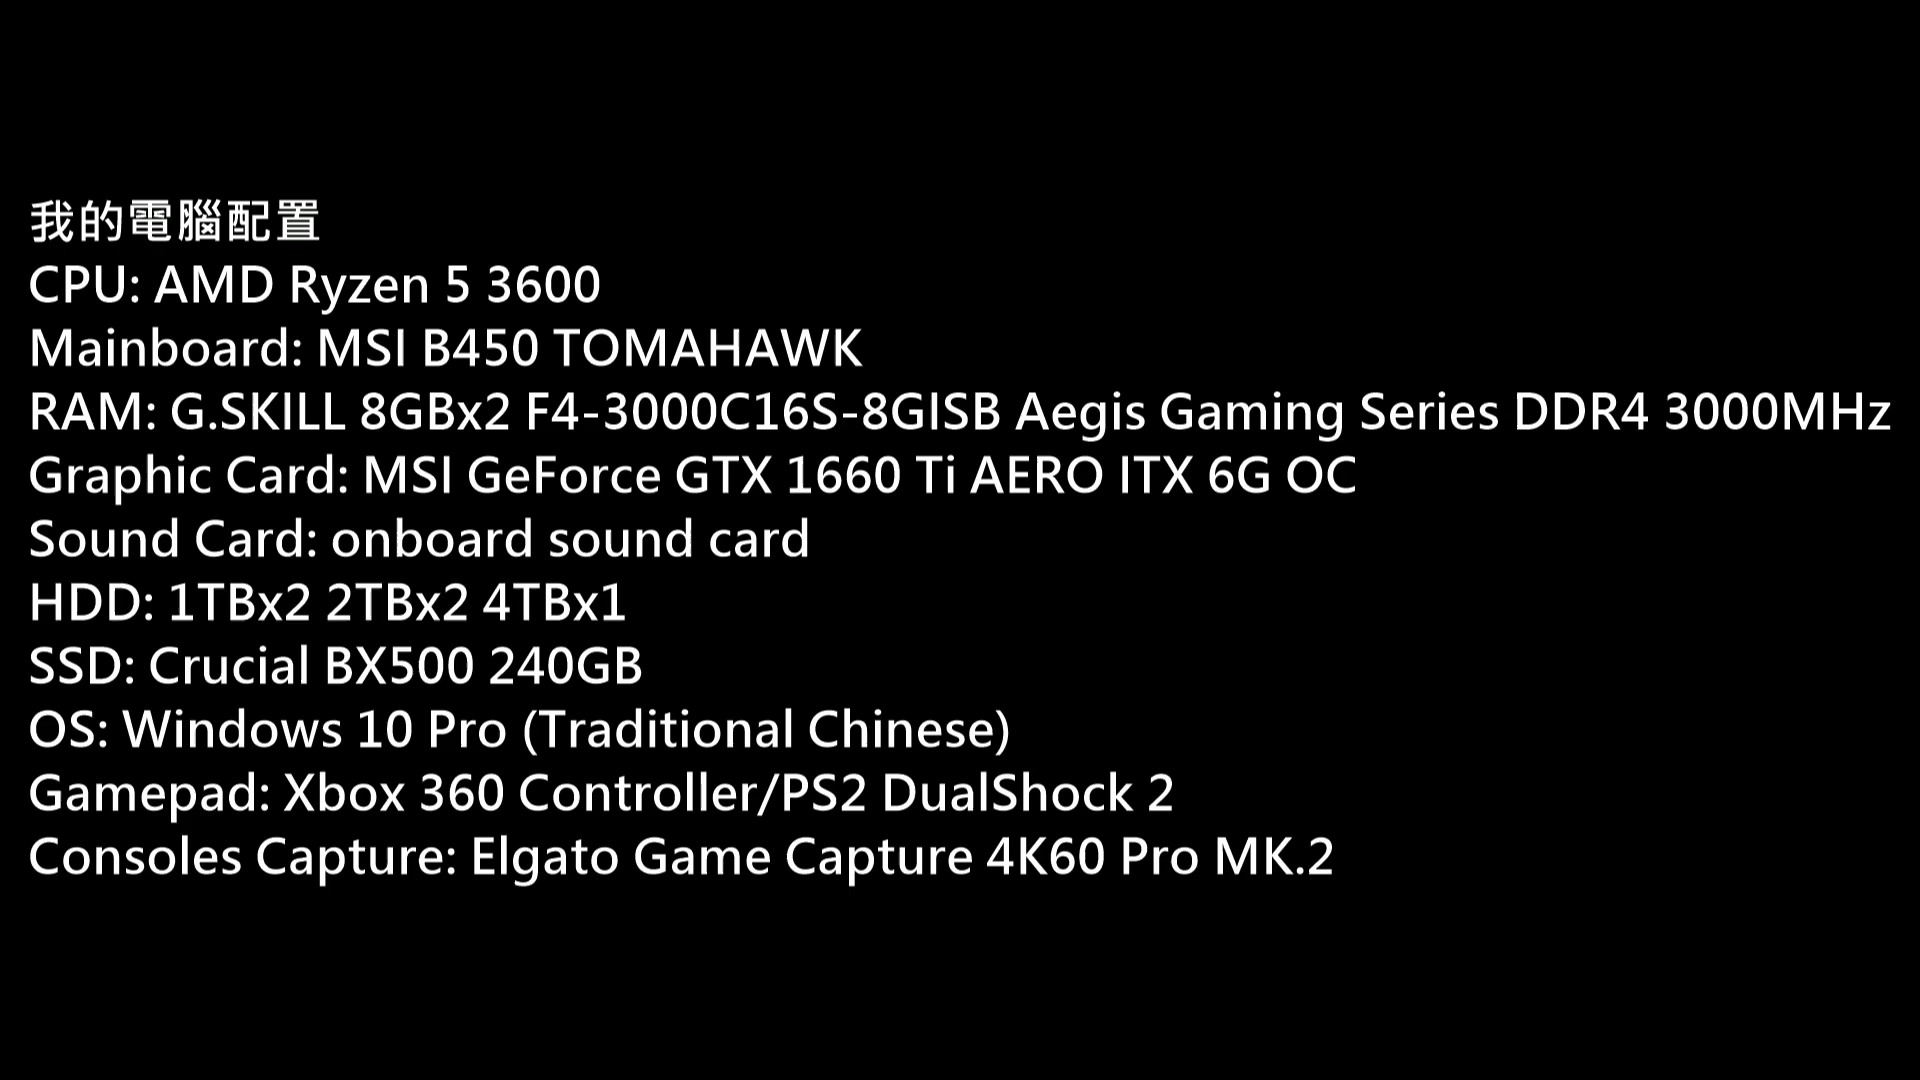 我的電腦配置
CPU: AMD Ryzen 5 3600
Mainboard: MSI B450 TOMAHAWK
RAM: G.SKILL 8GBx2 F4-3000C16S-8GISB Aegis Gaming Series DDR4 3000MHz
Graphic Card: MSI GeForce GTX 1660 Ti AERO ITX 6G OC
Sound Card: onboard sound card
HDD: 1TBx2 2TBx2 4TBx1
SSD: Crucial BX500 240GB
OS: Windows 10 Pro (Traditional Chinese)
Gamepad: Xbox 360 Controller/PS2 DualShock 2
Consoles Capture: Elgato Game Capture 4K60 Pro MK.2